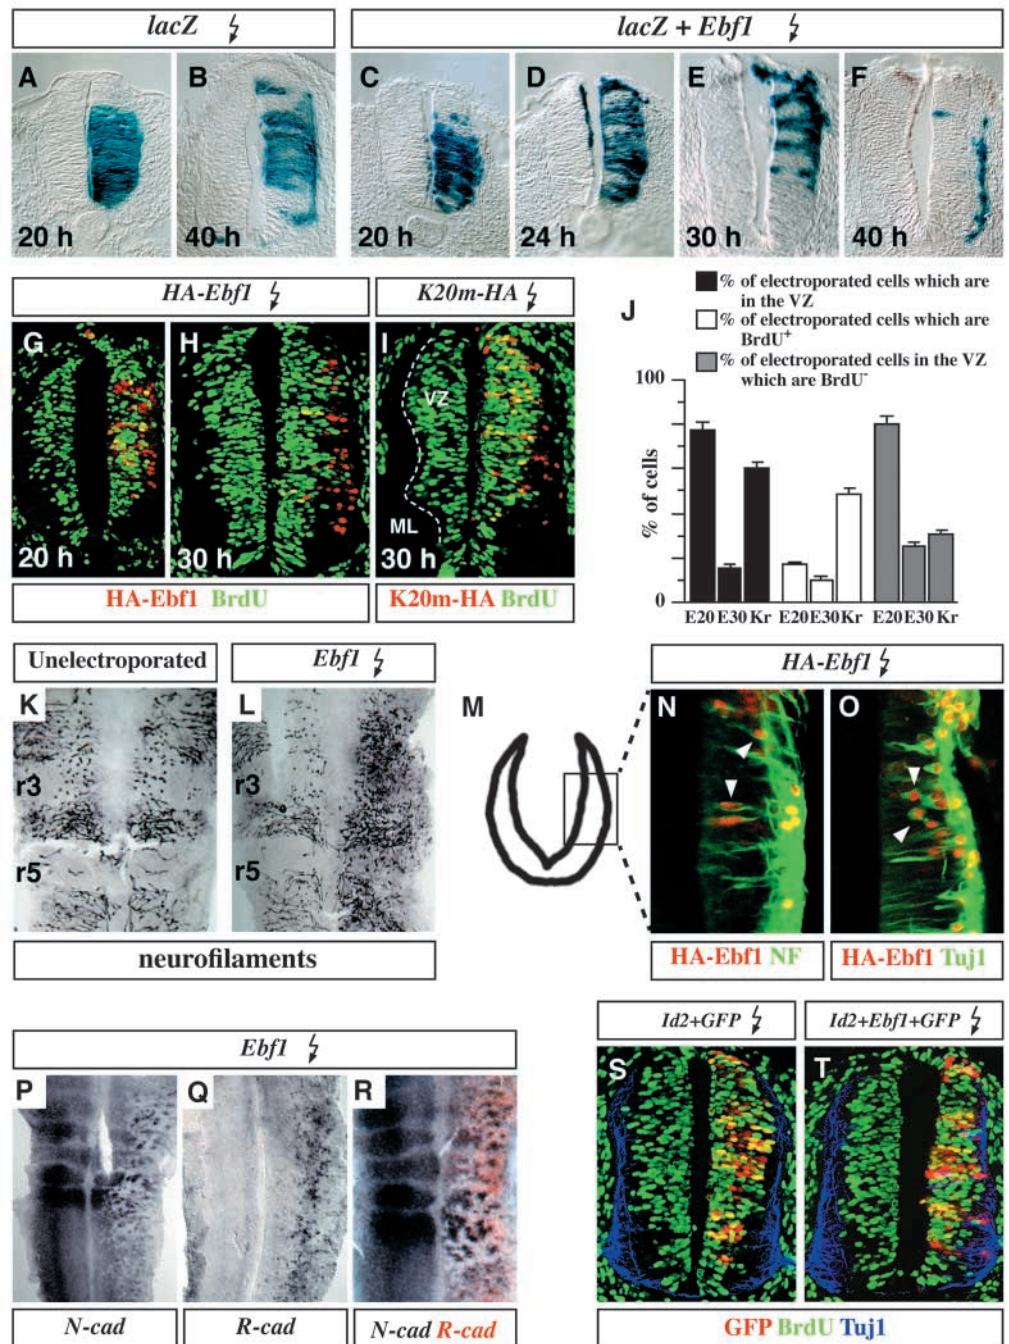 lacZ
lacZ + Ebf1
A
B
C
D
E
F
20 h
40 h
20 h
24 h
30 h
40 h
HA-Ebf1
K20m-HA
G
H
I
VZ
ML
20 h
30 h
30 h
HA-Ebf1 BrdU
K20m-HA BrdU
J
% of electroporated cells which are
in the VZ
% of electroporated cells which are
BrdU+
% of electroporated cells in the VZ
which are BrdU-
100
% of cells
0
E20 E30 Kr E20 E30 Kr E20 E30 Kr
Unelectroporated
Ebf1
K
L
r3
r5
r3
r5
neurofilaments
M
HA-Ebf1
N
O
HA-Ebf1 NF
HA-Ebf1 Tuj1
Ebf1
P
Q
R
N-cad
R-cad
N-cad R-cad
Id2+GFP
Id2+Ebf1+GFP
S
T
GFP BrdU Tuj1